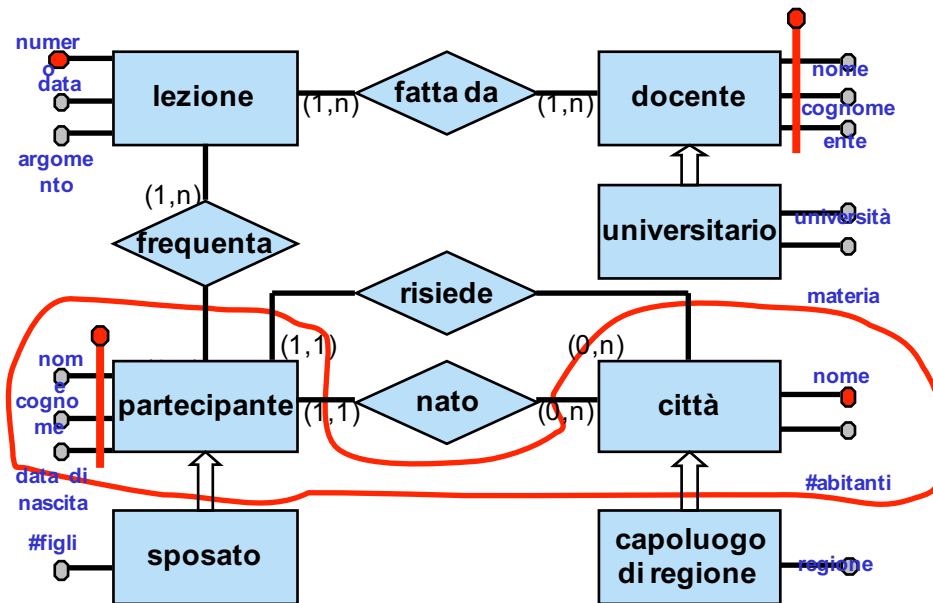 numer
o
data
argome
nto
lezione
(1,n)
fatta da
(1,n)
docente
nome
cognome
ente
(1,n)
frequenta
universitario
università
materia
risiede
(1,1)
(0,n)
nom
e
cogno
me
data di
nascita
partecipante
(1,1)
nato
(0,n)
città
nome
#abitanti
#figli
sposato
capoluogo
di regione
regione